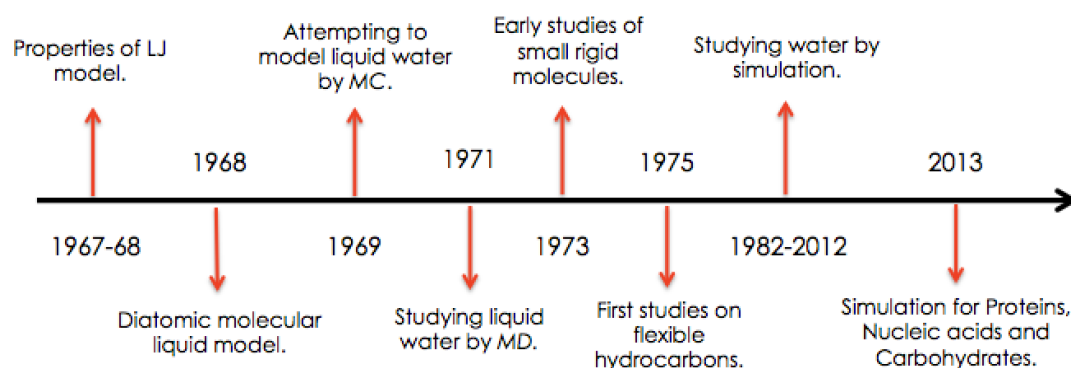 Properties of LJ
model.
Attempting to
model liquid water
by MC.
Early studies of
small rigid
molecules.
Studying water by
simulation.
1968
1971
1975
2013
1967-68
1969
1973
1982-2012
Diatomic molecular
liquid model.
Studying liquid
water by MD.
First studies on
flexible
hydrocarbons.
Simulation for Proteins,
Nucleic acids and
Carbohydrates.